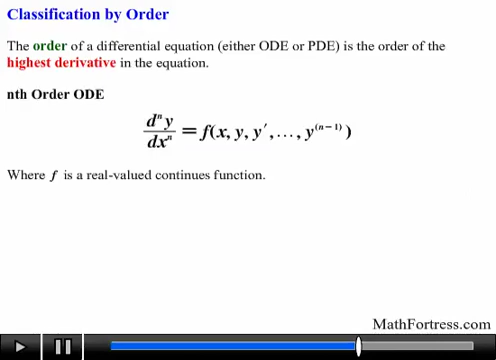 Classification by Order
The order of a differential equation (either ODE or PDE) is the order of the
highest derivative in the equation.
nth Order ODE
dⁿy/dxⁿ = f(x, y, y′, …, y⁽ⁿ⁻¹⁾)
Where f is a real-valued continues function.
MathFortress.com